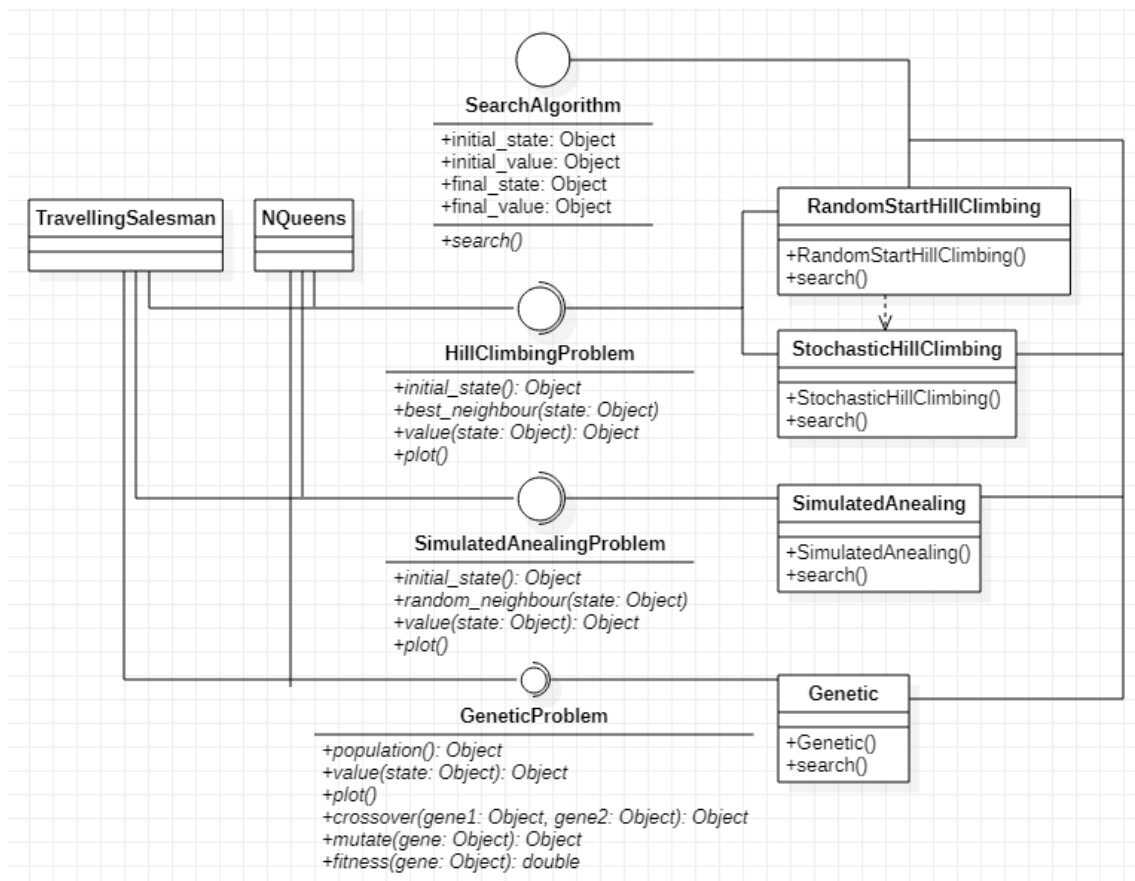 SearchAlgorithm
+initial_state: Object
+initial_value: Object
+final_state: Object
+final_value: Object
+search()
TravellingSalesman
NQueens
RandomStartHillClimbing
+RandomStartHillClimbing()
+search()
HillClimbingProblem
+initial_state(): Object
+best_neighbour(state: Object)
+value(state: Object): Object
+plot()
StochasticHillClimbing
+StochasticHillClimbing()
+search()
SimulatedAnealingProblem
+initial_state(): Object
+random_neighbour(state: Object)
+value(state: Object): Object
+plot()
SimulatedAnealing
+SimulatedAnealing()
+search()
GeneticProblem
+population(): Object
+value(state: Object): Object
+plot()
+crossover(gene1: Object, gene2: Object): Object
+mutate(gene: Object): Object
+fitness(gene: Object): double
Genetic
+Genetic()
+search()